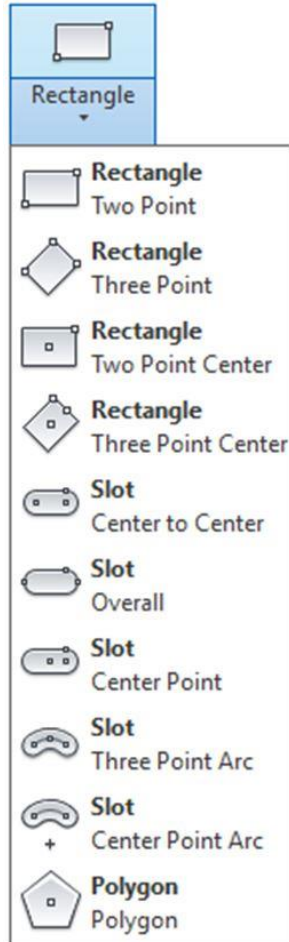 Rectangle
Rectangle
Two Point
Rectangle
Three Point
Rectangle
Two Point Center
Rectangle
Three Point Center
Slot
Center to Center
Slot
Overall
Slot
Center Point
Slot
Three Point Arc
Slot
Center Point Arc
Polygon
Polygon